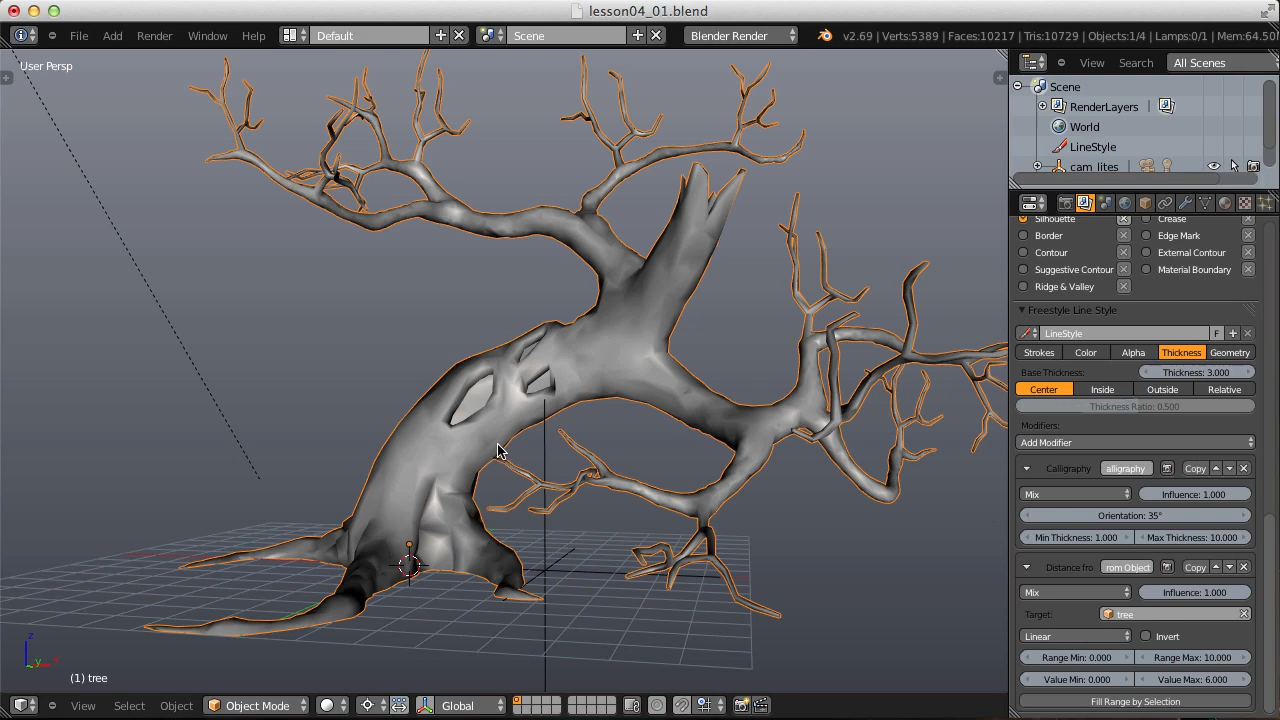 lesson04_01.blend
File Add Render Window Help Default Scene Blender Render v2.69 | Verts:5389 | Faces:10217 | Tris:10729 | Objects:1/4 | Lamps:0/1 | Mem:64.50
User Persp
View Search All Scenes
Scene
RenderLayers
World
LineStyle
cam_lites
Silhouette Crease
Border Edge Mark
Contour External Contour
Suggestive Contour Material Boundary
Ridge & Valley
Freestyle Line Style
LineStyle F
Strokes Color Alpha Thickness Geometry
Base Thickness: Thickness: 3.000
Center Inside Outside Relative
Thickness Ratio: 0.500
Modifiers:
Add Modifier
Calligraphy alligraphy Copy
Mix Influence: 1.000
Orientation: 35°
Min Thickness: 1.000 Max Thickness: 10.000
Distance fro rom Object Copy
Mix Influence: 1.000
Target: tree
Linear Invert
Range Min: 0.000 Range Max: 10.000
Value Min: 0.000 Value Max: 6.000
Fill Range by Selection
z
y x
(1) tree
View Select Object Object Mode Global